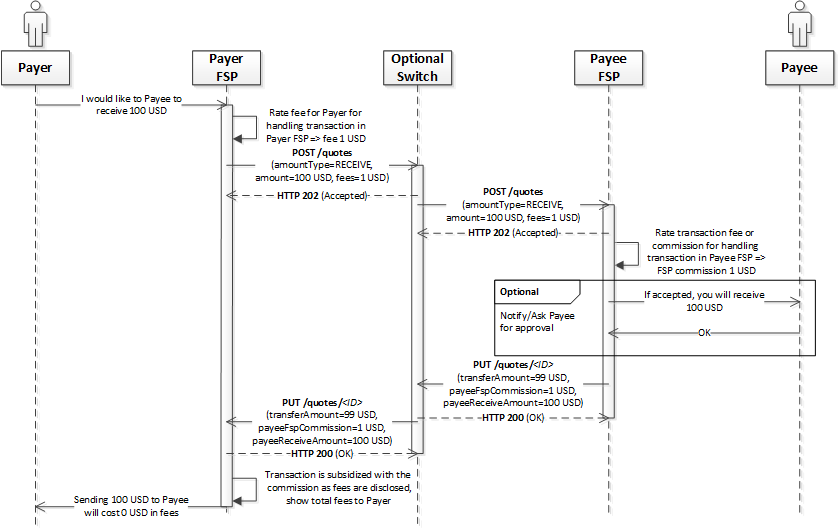 Payer
Payer
FSP
Optional
Switch
Payee
FSP
Payee
I would like to Payee to
receive 100 USD
Rate fee for Payer for
handling transaction in
Payer FSP => fee 1 USD
POST /quotes
(amountType=RECEIVE,
amount=100 USD, fees=1 USD)
HTTP 202 (Accepted)
POST /quotes
(amountType=RECEIVE,
amount=100 USD, fees=1 USD)
HTTP 202 (Accepted)
Rate transaction fee or
commission for handling
transaction in Payee FSP =>
FSP commission 1 USD
Optional
Notify/Ask Payee
for approval
If accepted, you will receive
100 USD
OK
PUT /quotes/<ID>
(transferAmount=99 USD,
payeeFspCommission=1 USD,
payeeReceiveAmount=100 USD)
HTTP 200 (OK)
PUT /quotes/<ID>
(transferAmount=99 USD,
payeeFspCommission=1 USD,
payeeReceiveAmount=100 USD)
HTTP 200 (OK)
Transaction is subsidized with the
commission as fees are disclosed,
show total fees to Payer
Sending 100 USD to Payee
will cost 0 USD in fees